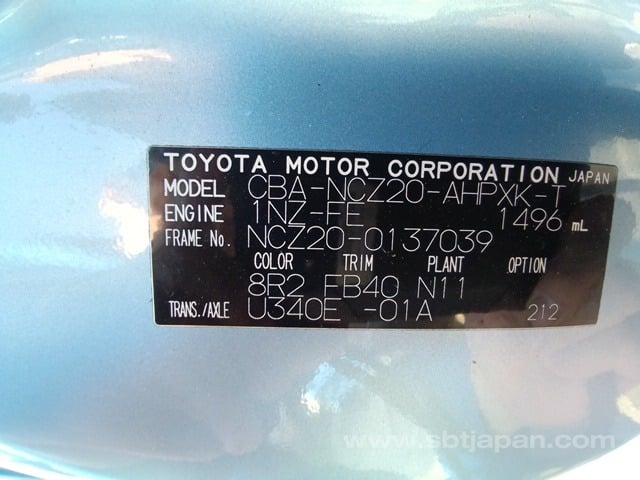 TOYOTA MOTOR CORPORATION JAPAN
MODEL CBA-NCZ20-AHPXK-T
ENGINE 1NZ-FE 1496 mL
FRAME No. NCZ20-0137039
COLOR TRIM PLANT OPTION
8R2 FB40 N11
TRANS./AXLE U340E -01A 212
www.sbtjapan.com